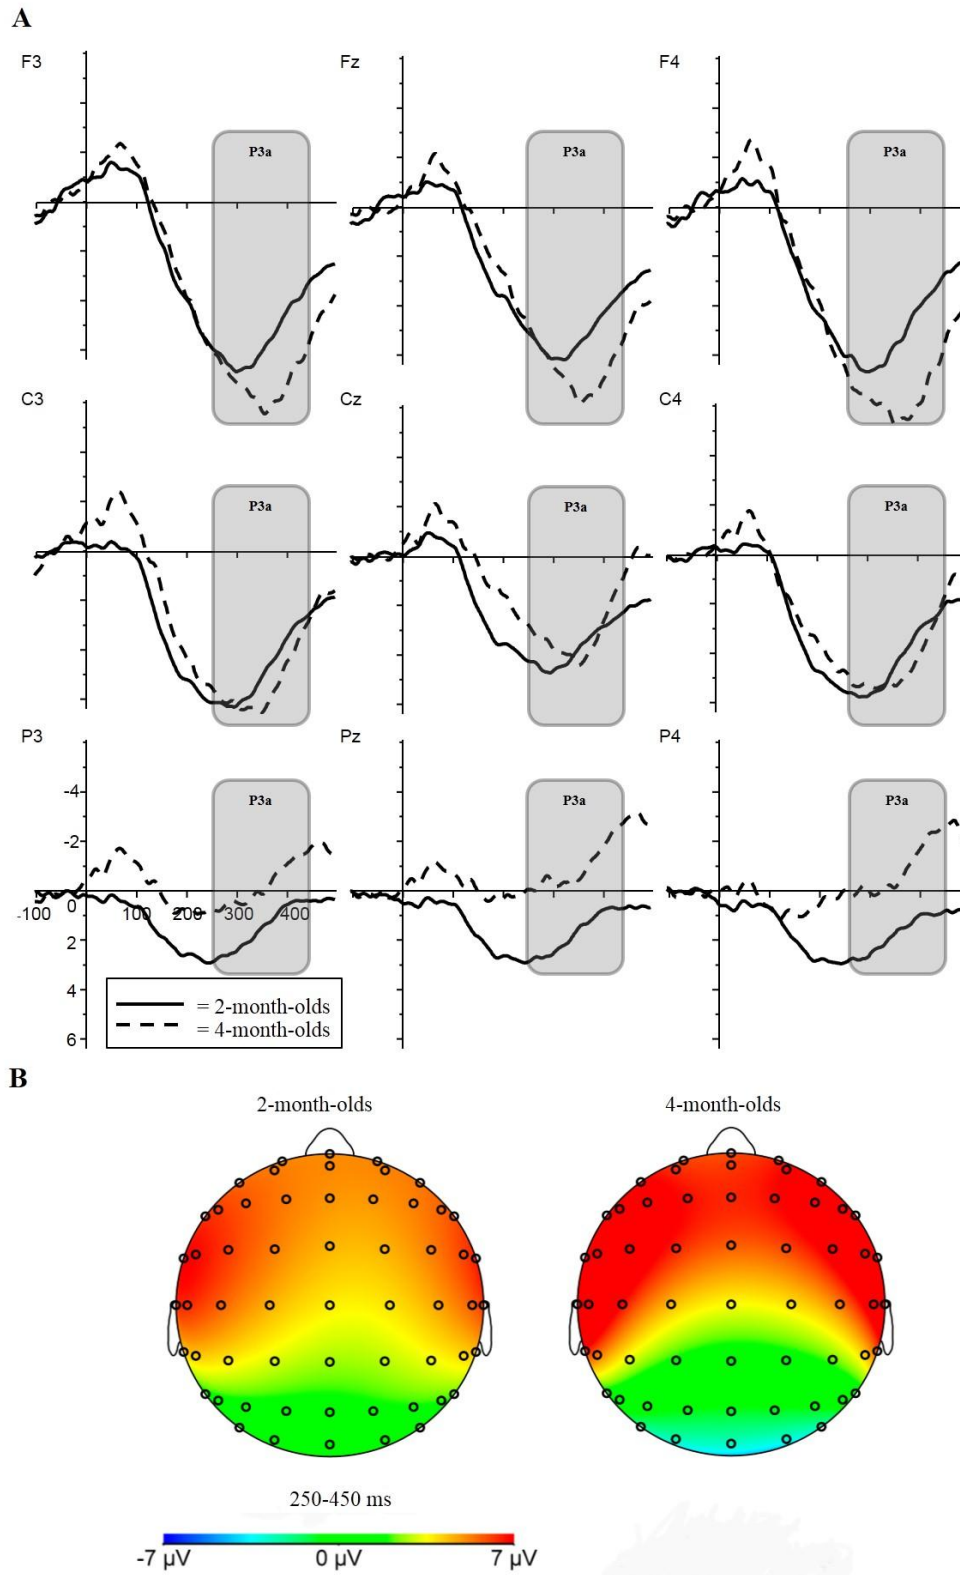 A
F3 Fz F4
P3a P3a P3a
C3 Cz C4
P3a P3a P3a
P3 Pz P4
P3a P3a P3a
-4
-2
-100 0 100 200 300 400
2
4
6
= 2-month-olds
= 4-month-olds
B
2-month-olds 4-month-olds
250-450 ms
-7 µV 0 µV 7 µV